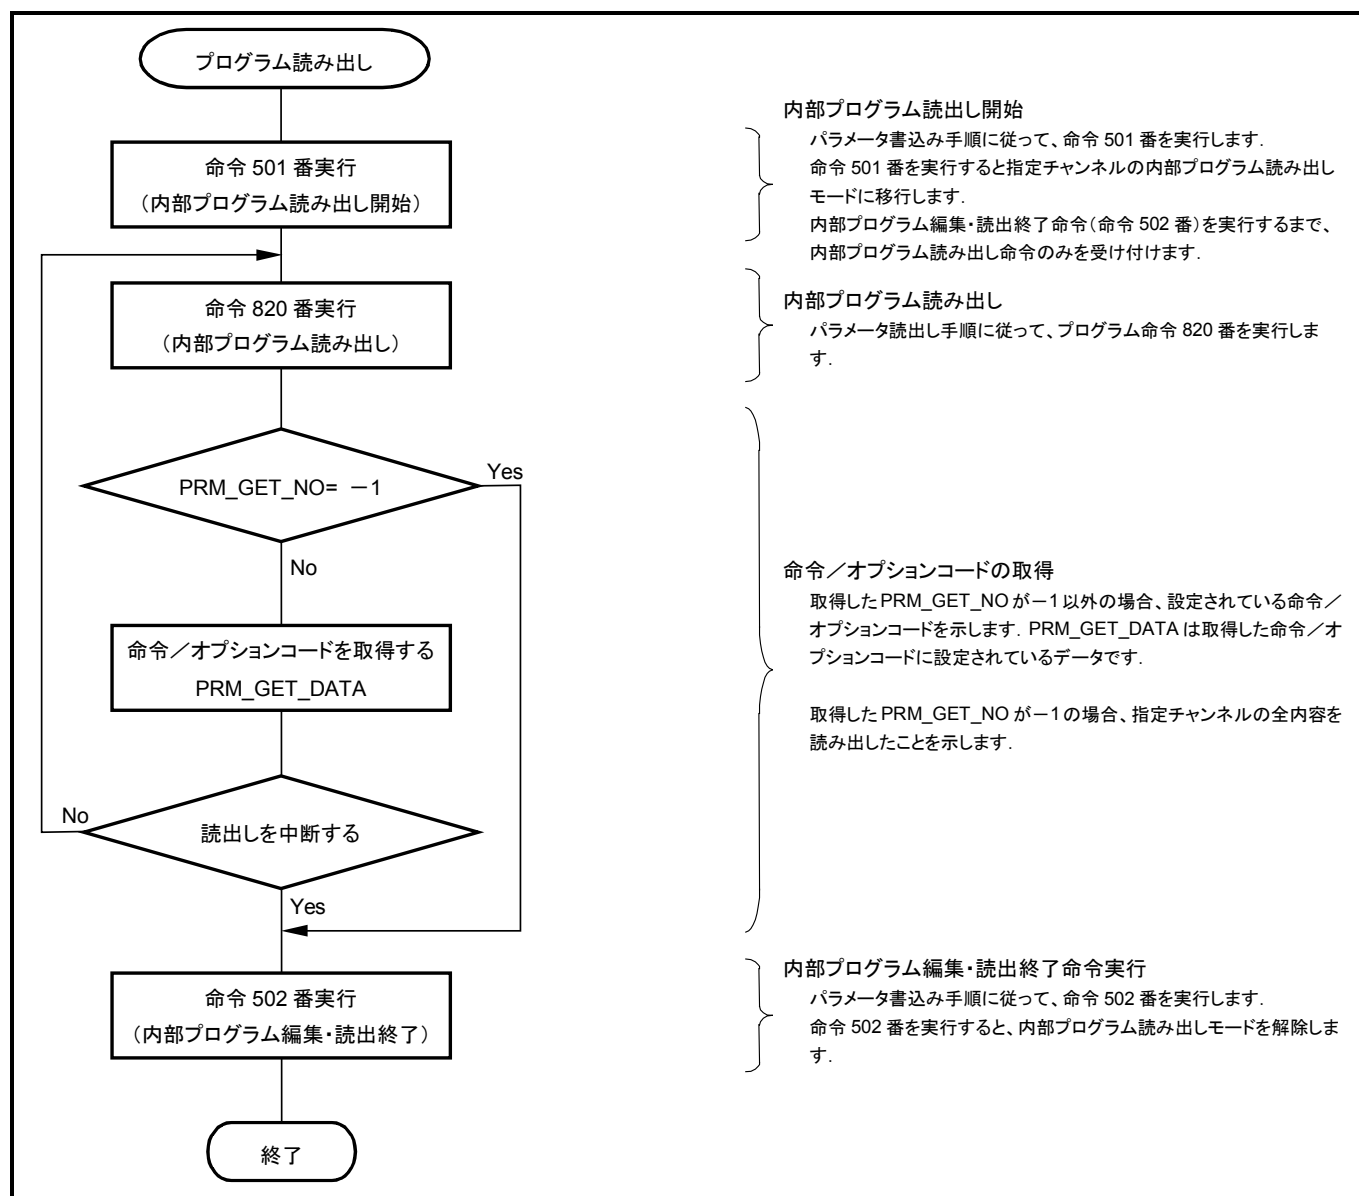 プログラム読み出し
命令 501 番実行
（内部プログラム読み出し開始）
命令 820 番実行
（内部プログラム読み出し）
PRM_GET_NO= －1
Yes
No
命令／オプションコードを取得する
PRM_GET_DATA
読出しを中断する
No
Yes
命令 502 番実行
（内部プログラム編集・読出終了）
終了
内部プログラム読出し開始
パラメータ書込み手順に従って、命令 501 番を実行します.
命令 501 番を実行すると指定チャンネルの内部プログラム読み出し
モードに移行します.
内部プログラム編集・読出終了命令（命令 502 番）を実行するまで、
内部プログラム読み出し命令のみを受け付けます.
内部プログラム読み出し
パラメータ読出し手順に従って、プログラム命令 820 番を実行しま
す.
命令／オプションコードの取得
取得したPRM_GET_NO が－1 以外の場合、設定されている命令／
オプションコードを示します. PRM_GET_DATA は取得した命令／オ
プションコードに設定されているデータです.
取得したPRM_GET_NO が－1 の場合、指定チャンネルの全内容を
読み出したことを示します.
内部プログラム編集・読出終了命令実行
パラメータ書込み手順に従って、命令 502 番を実行します.
命令 502 番を実行すると、内部プログラム読み出しモードを解除しま
す.